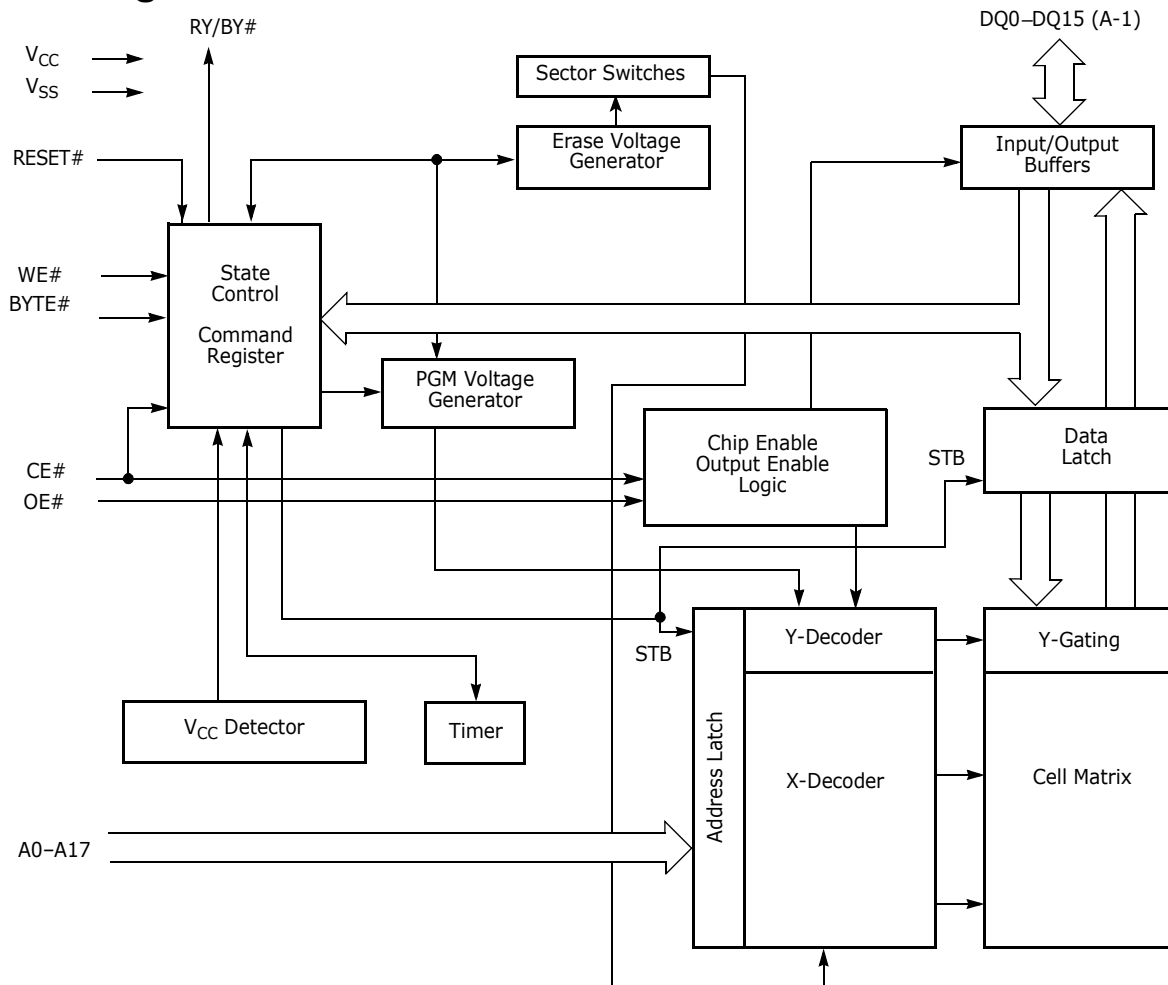 RY/BY#
DQ0–DQ15 (A-1)
VCC
VSS
Sector Switches
Erase Voltage
Generator
Input/Output
Buffers
RESET#
WE#
BYTE#
State
Control
Command
Register
PGM Voltage
Generator
Chip Enable
Output Enable
Logic
STB
Data
Latch
CE#
OE#
STB
Y-Decoder
Y-Gating
VCC Detector
Timer
Address Latch
X-Decoder
Cell Matrix
A0–A17